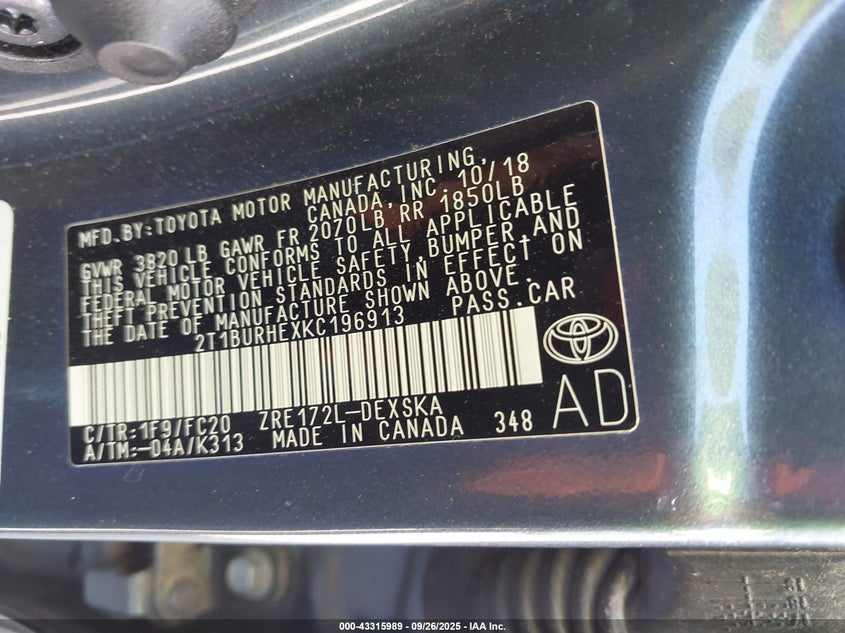 MFD. BY: TOYOTA MOTOR MANUFACTURING,
CANADA, INC. 10/18
GVWR 3820 LB GAWR FR 2070LB RR 1850LB
THIS VEHICLE CONFORMS TO ALL APPLICABLE
FEDERAL MOTOR VEHICLE SAFETY, BUMPER, AND
THEFT PREVENTION STANDARDS IN EFFECT ON
THE DATE OF MANUFACTURE SHOWN ABOVE.
2T1BURHEXKC196913 PASS. CAR
C/TR: 1F9/FC20 ZRE172L-DEXSKA
A/TM: -04A/K313 MADE IN CANADA 348
AD
000-43315989 - 09/26/2025 - IAA Inc.